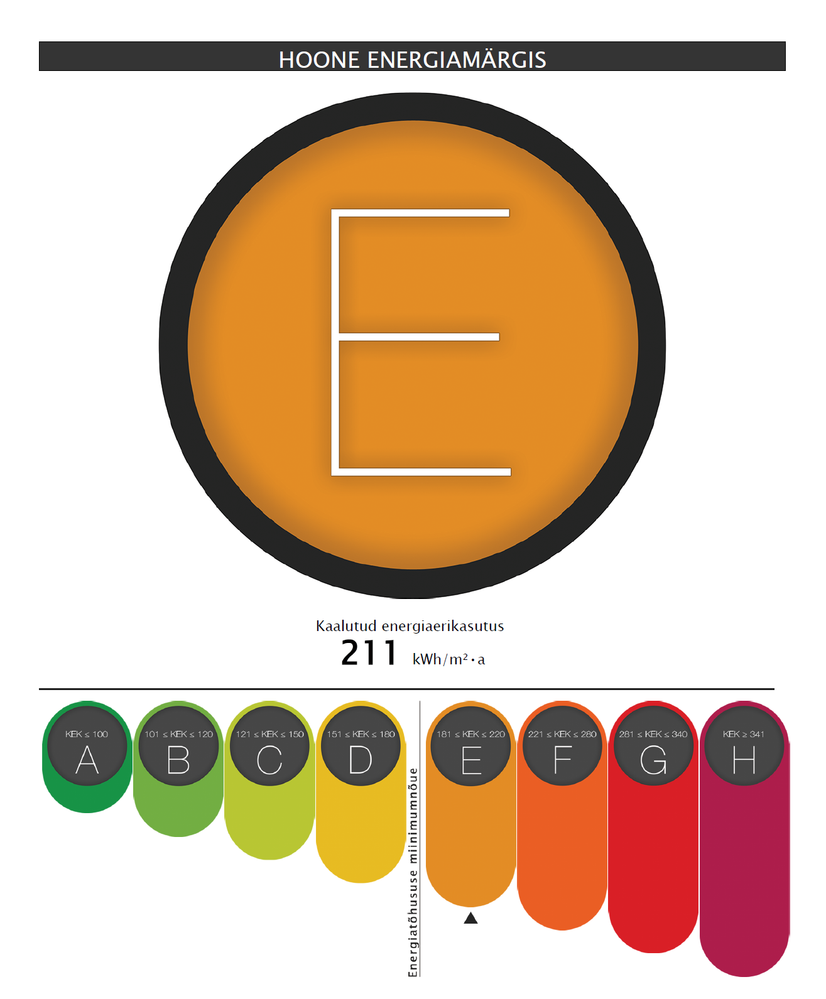 HOONE ENERGIAMÄRGIS
E
Kaalutud energiaerikasutus
211 kWh/m²·a
KEK ≤ 100
A
101 ≤ KEK ≤ 120
B
121 ≤ KEK ≤ 150
C
151 ≤ KEK ≤ 180
D
Energiatõhususe miinimumnõue
181 ≤ KEK ≤ 220
E
221 ≤ KEK ≤ 280
F
281 ≤ KEK ≤ 340
G
KEK ≥ 341
H